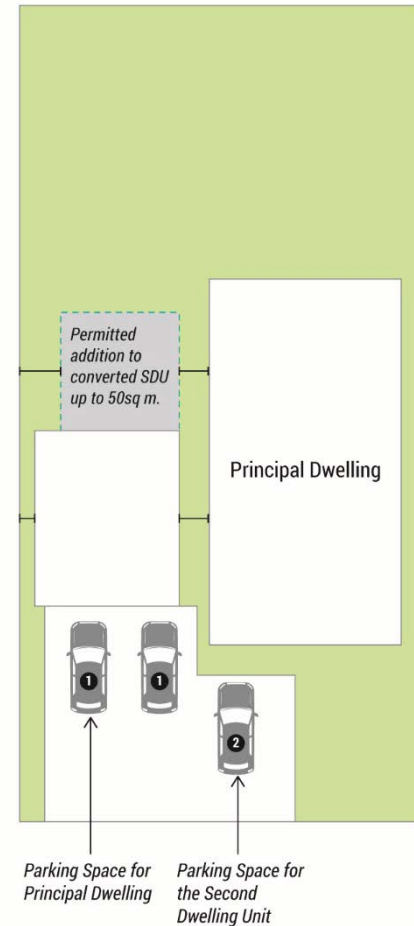 Permitted
addition to
converted SDU
up to 50sq m.
Principal Dwelling
1
1
2
Parking Space for
Principal Dwelling
Parking Space for
the Second
Dwelling Unit